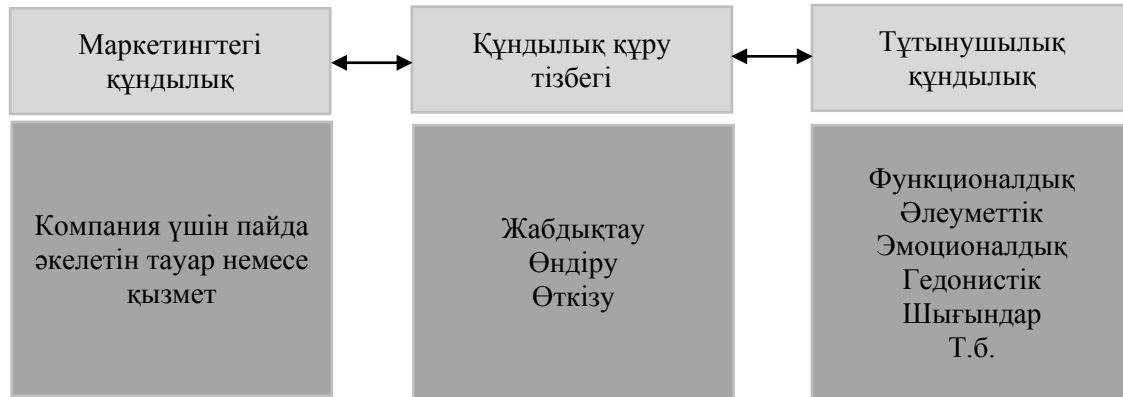 Маркетингтегі
құндылық
Құндылық құру
тізбегі
Тұтынушылық
құндылық
Компания үшін пайда
әкелетін тауар немесе
қызмет
Жабдықтау
Өндіру
Өткізу
Функционалдық
Әлеуметтік
Эмоционалдық
Гедонистік
Шығындар
Т.б.